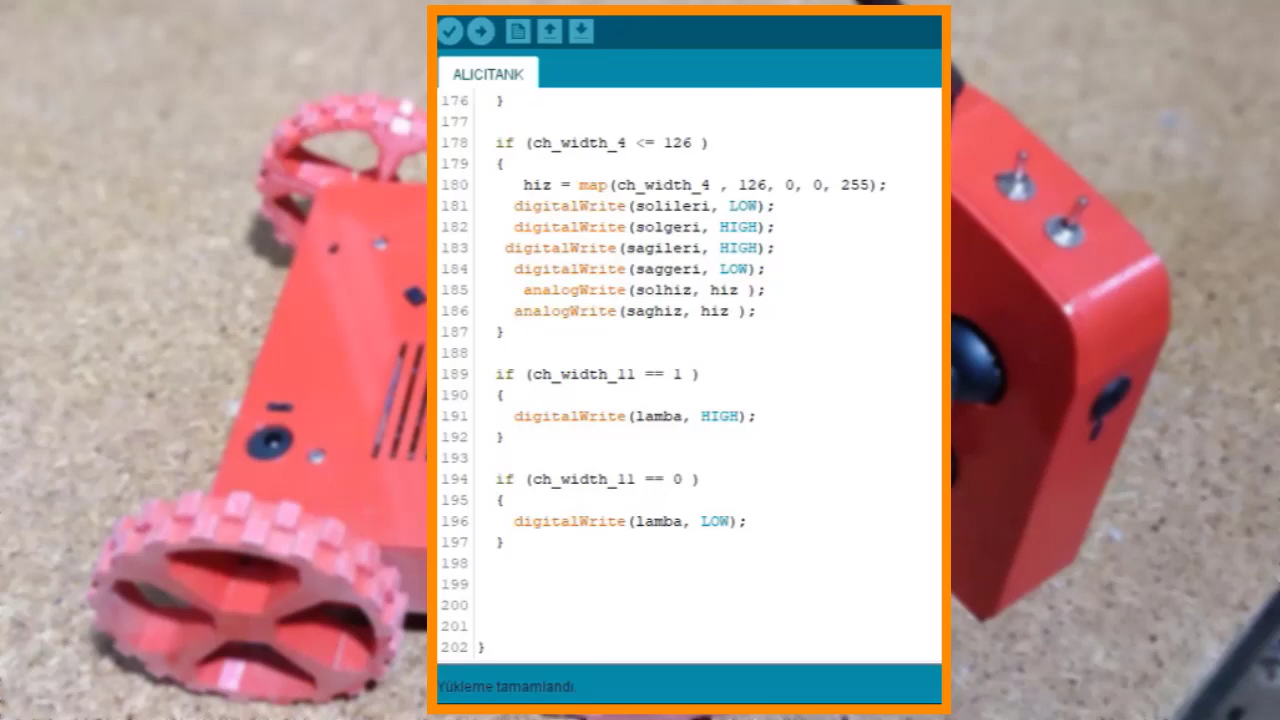 ALICITANK
176 }
177
178 if (ch_width_4 <= 126 )
179 {
180 hiz = map(ch_width_4 , 126, 0, 0, 255);
181 digitalWrite(solileri, LOW);
182 digitalWrite(solgeri, HIGH);
183 digitalWrite(sagileri, HIGH);
184 digitalWrite(saggeri, LOW);
185 analogWrite(solhiz, hiz );
186 analogWrite(saghiz, hiz );
187 }
188
189 if (ch_width_11 == 1 )
190 {
191 digitalWrite(lamba, HIGH);
192 }
193
194 if (ch_width_11 == 0 )
195 {
196 digitalWrite(lamba, LOW);
197 }
198
199
200
201
202 }
Yükleme tamamlandı.